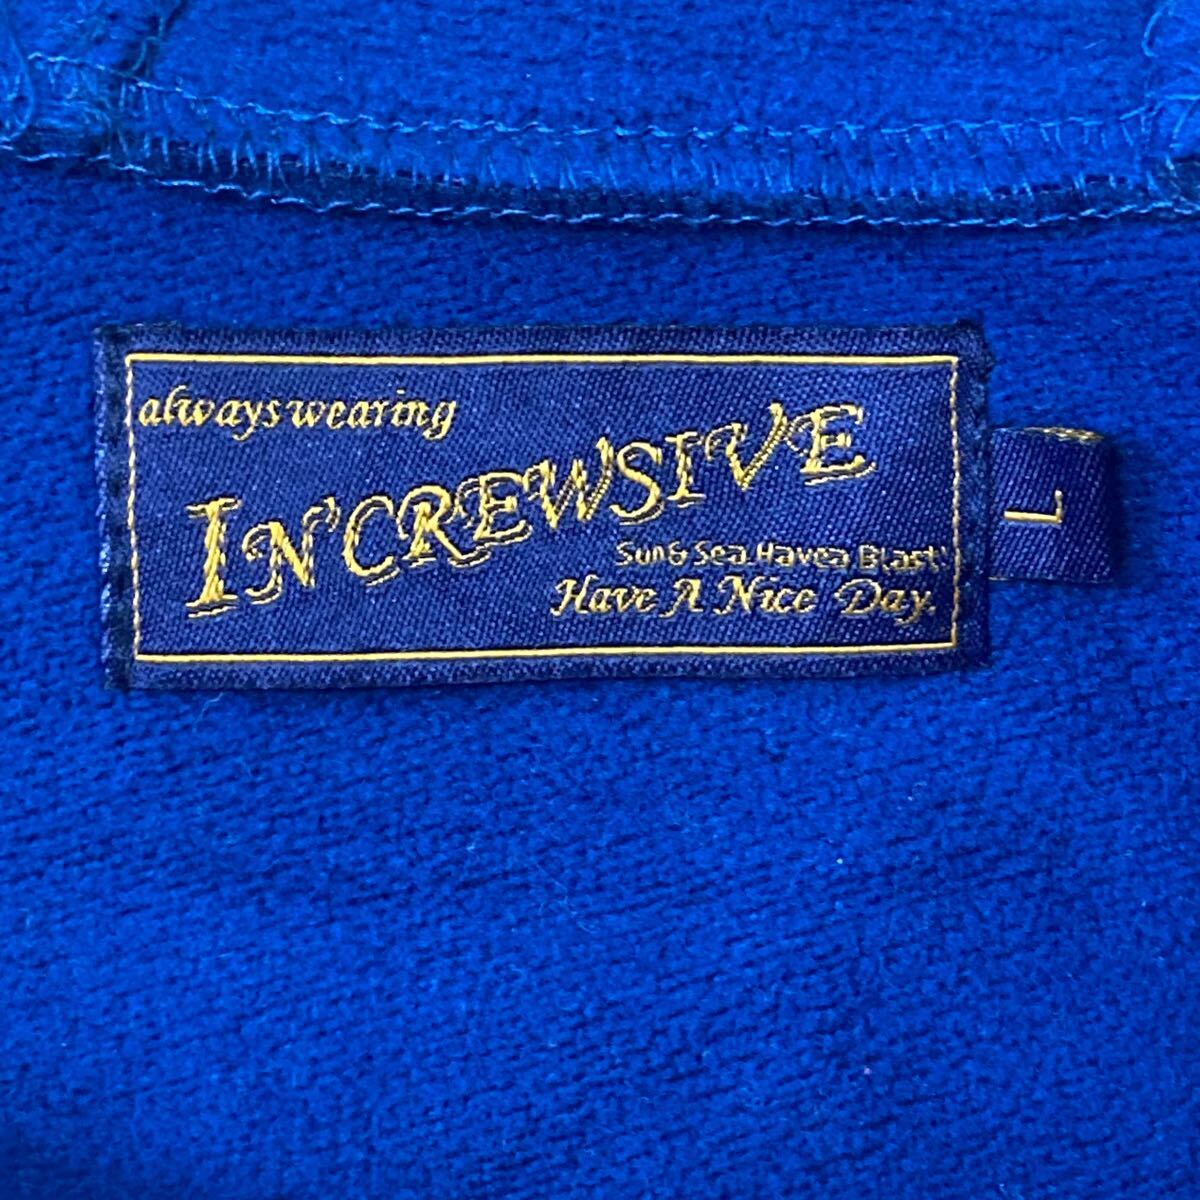 always wearing
IN'CREWSIVE
Sun & Sea. Have a Blast!
Have A Nice Day.
L